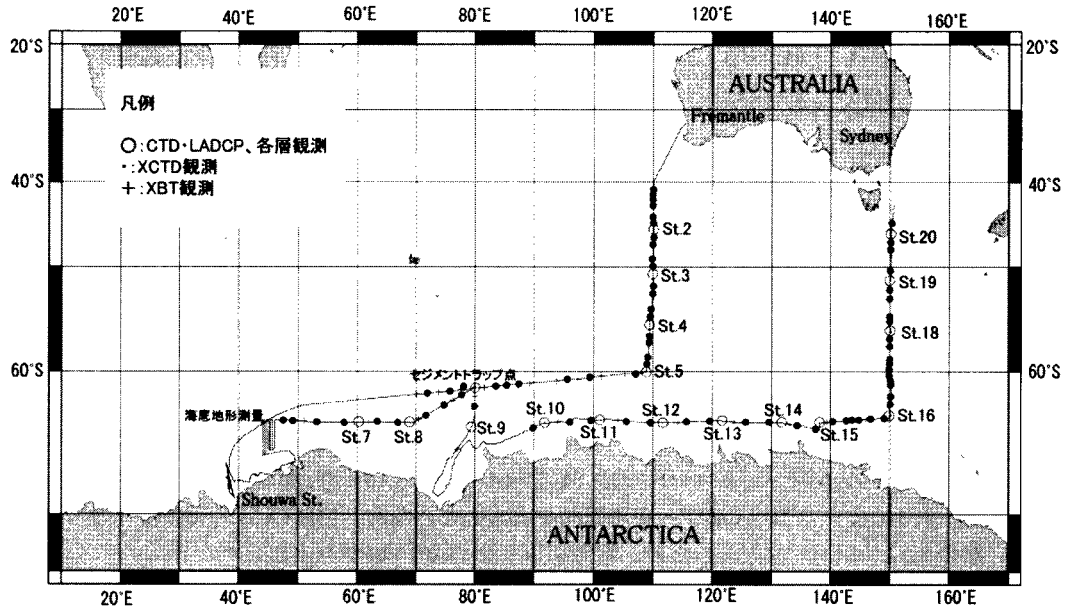 20°E 40°E 60°E 80°E 100°E 120°E 140°E 160°E
20°S 20°S
AUSTRALIA
Fremantle
Sydney
凡例
○:CTD・LADCP、各層観測
・:XCTD観測
+:XBT観測
40°S 40°S
St.2
St.20
St.3
St.19
St.4
St.18
60°S 60°S
St.5
セジメントトラップ点
海底地形測量
St.7
St.8
St.9
St.10
St.11
St.12
St.13
St.14
St.15
St.16
Shouwa St.
ANTARCTICA
20°E 40°E 60°E 80°E 100°E 120°E 140°E 160°E